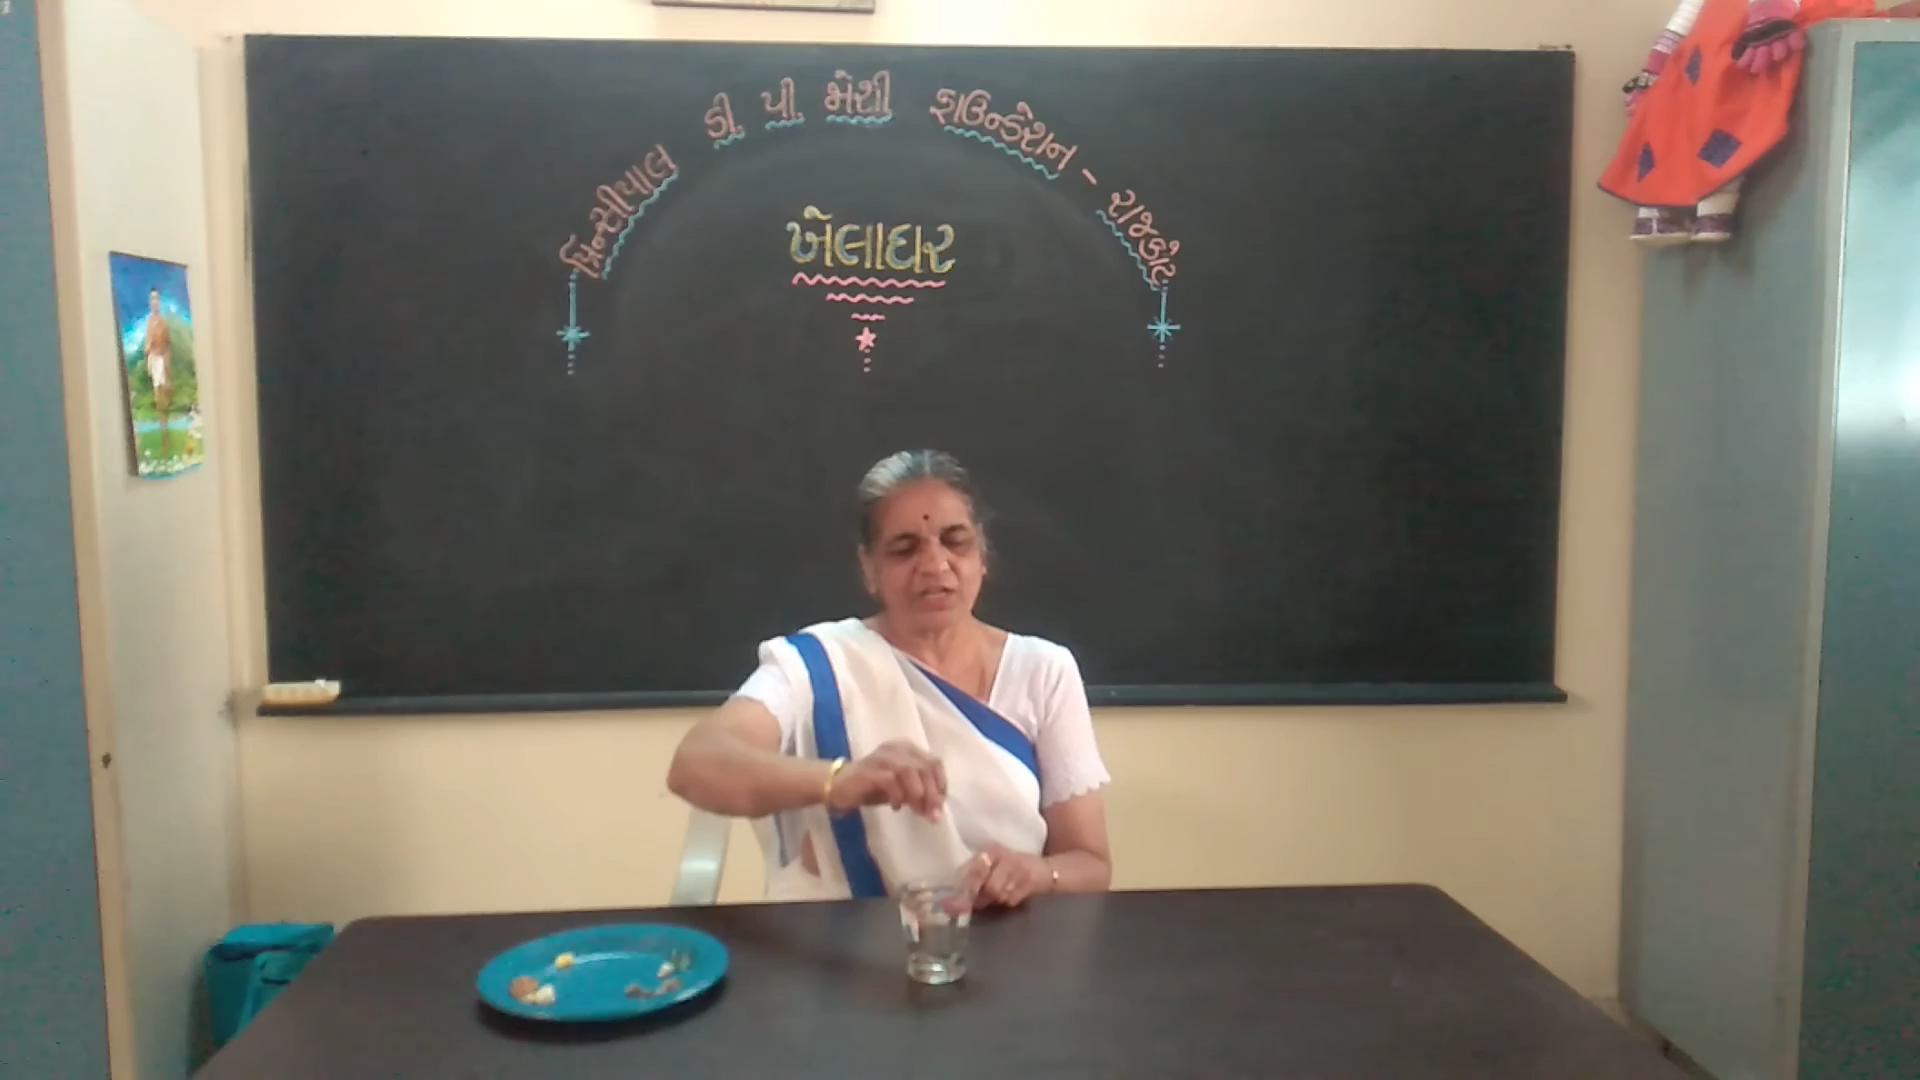 પ્રિન્સીપાલ ડી. પી. મેશી ફાઉન્ડેશન - રાજકોટ
ખેલાઘર